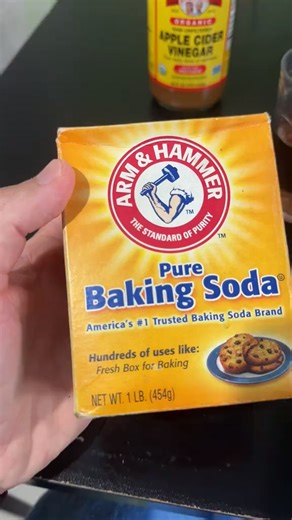 ORGANIC
APPLE CIDER
VINEGAR
ARM & HAMMER
THE STANDARD OF PURITY
TM
TM
Pure
Baking Soda®
America's #1 Trusted Baking Soda Brand
Hundreds of uses like:
Fresh Box for Baking
NET WT. 1 LB. (454g)